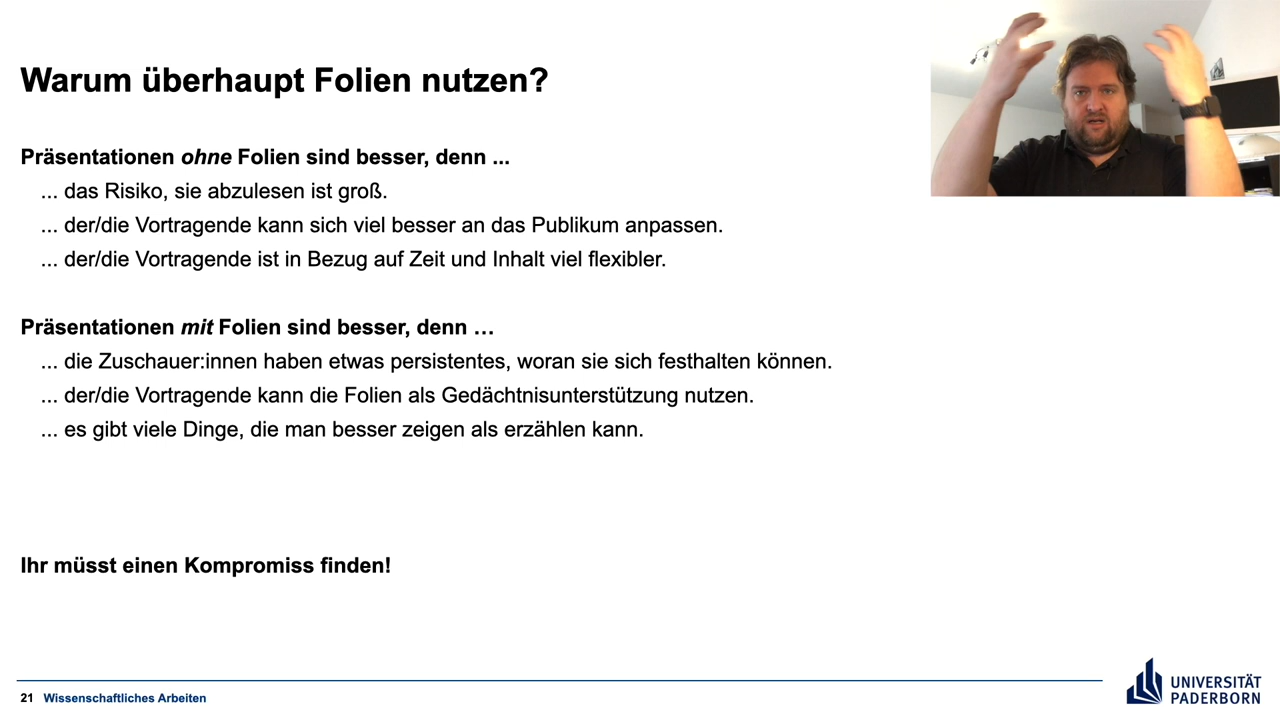 Warum überhaupt Folien nutzen?
Präsentationen ohne Folien sind besser, denn ...
... das Risiko, sie abzulesen ist groß.
... der/die Vortragende kann sich viel besser an das Publikum anpassen.
... der/die Vortragende ist in Bezug auf Zeit und Inhalt viel flexibler.
Präsentationen mit Folien sind besser, denn …
... die Zuschauer:innen haben etwas persistentes, woran sie sich festhalten können.
... der/die Vortragende kann die Folien als Gedächtnisunterstützung nutzen.
... es gibt viele Dinge, die man besser zeigen als erzählen kann.
Ihr müsst einen Kompromiss finden!
21 Wissenschaftliches Arbeiten
UNIVERSITÄT
PADERBORN